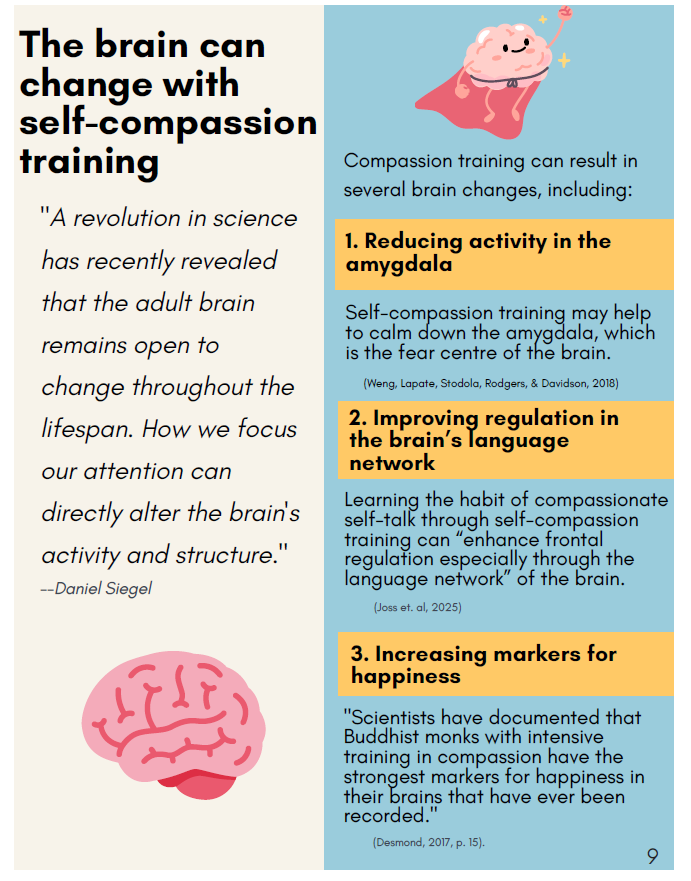 The brain can
change with
self-compassion
training
"A revolution in science
has recently revealed
that the adult brain
remains open to
change throughout the
lifespan. How we focus
our attention can
directly alter the brain's
activity and structure."
--Daniel Siegel
Compassion training can result in
several brain changes, including:
1. Reducing activity in the
amygdala
Self-compassion training may help
to calm down the amygdala, which
is the fear centre of the brain.
(Weng, Lapate, Stodola, Rodgers, & Davidson, 2018)
2. Improving regulation in
the brain’s language
network
Learning the habit of compassionate
self-talk through self-compassion
training can “enhance frontal
regulation especially through the
language network” of the brain.
(Joss et. al, 2025)
3. Increasing markers for
happiness
"Scientists have documented that
Buddhist monks with intensive
training in compassion have the
strongest markers for happiness in
their brains that have ever been
recorded."
(Desmond, 2017, p. 15).
9